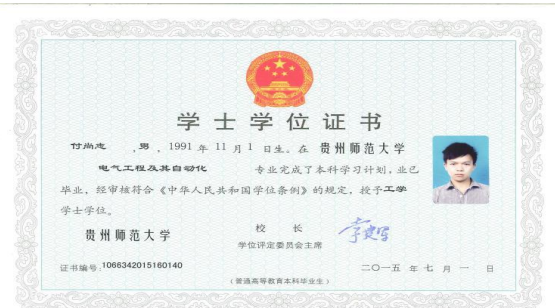 学士学位证书
付尚志 ,男,1991 年 11 月 1 日生。在 贵州师范大学
电气工程及其自动化 专业完成了本科学习计划,业已
毕业,经审核符合《中华人民共和国学位条例》的规定,授予工学
学士学位。
贵州师范大学
校 长
学位评定委员会主席
证书编号 1066342015160140
二〇一五 年 七 月 一 日
(普通高等教育本科毕业生)